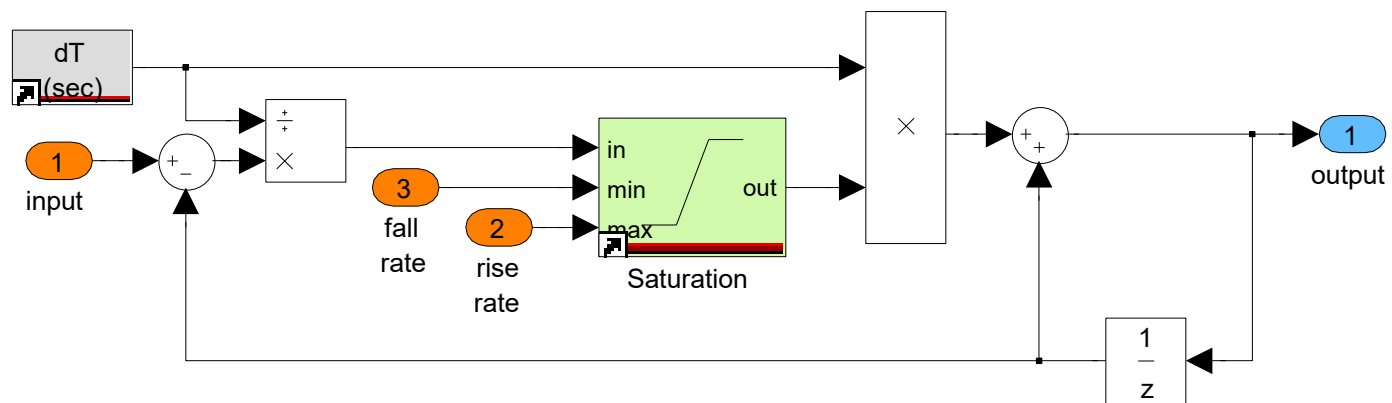 dT
(sec)
1
input
+
−
÷
×
3
fall
rate
2
rise
rate
in
min
max
out
Saturation
×
+
+
1
output
1
z